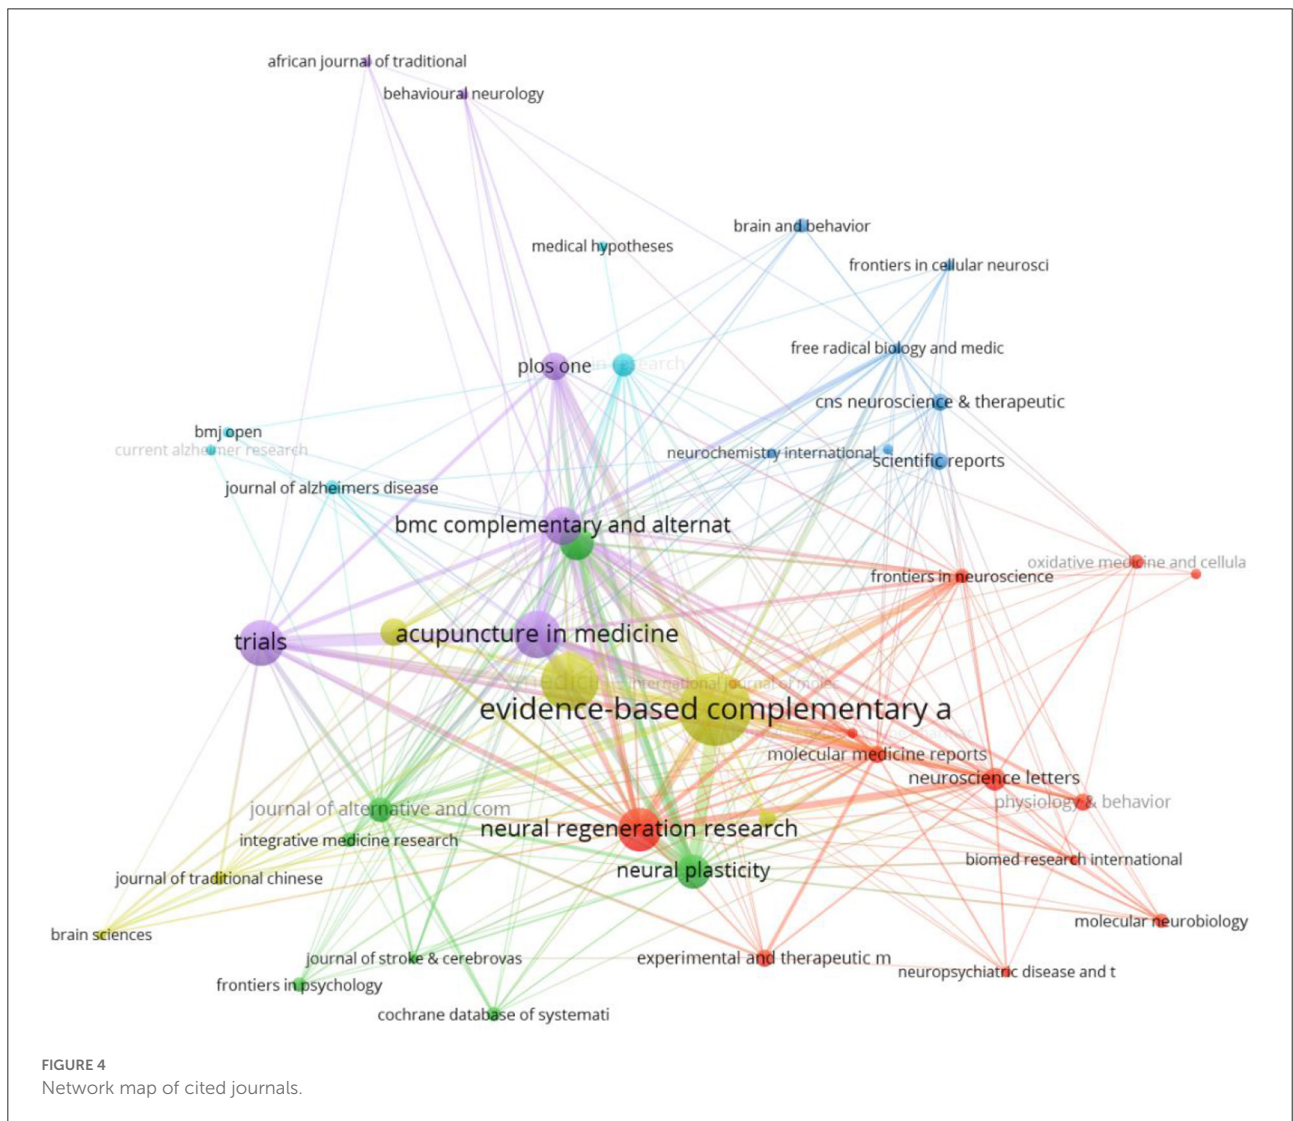 african journal of traditional
behavioural neurology
brain and behavior
medical hypotheses
frontiers in cellular neurosci
free radical biology and medic
plos one
research
cns neuroscience & therapeutic
bmj open
current alzheimer research
neurochemistry international
scientific reports
journal of alzheimers disease
bmc complementary and alternat
oxidative medicine and cellula
frontiers in neuroscience
trials
acupuncture in medicine
international journal of molec
evidence-based complementary a
molecular medicine reports
neuroscience letters
physiology & behavior
journal of alternative and com
neural regeneration research
integrative medicine research
biomed research international
neural plasticity
journal of traditional chinese
molecular neurobiology
brain sciences
journal of stroke & cerebrovas
experimental and therapeutic m
neuropsychiatric disease and t
frontiers in psychology
cochrane database of systemati
FIGURE 4
Network map of cited journals.